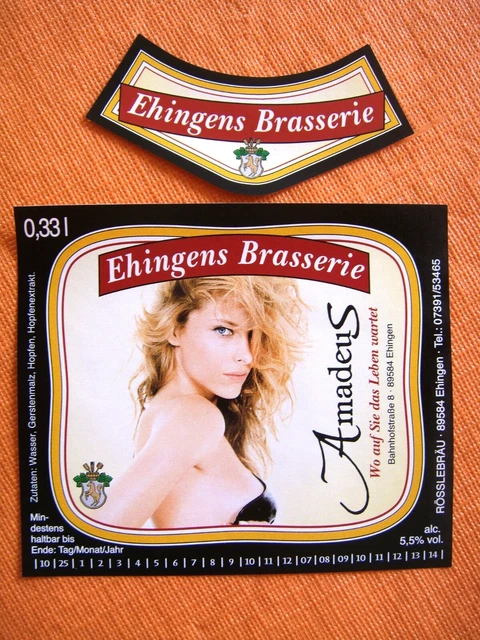 Ehingens Brasserie
0,33 l
Ehingens Brasserie
Zutaten: Wasser, Gerstenmalz, Hopfen, Hopfenextrakt.
Amadeus
Wo auf Sie das Leben wartet
Bahnhofstraße 8 · 89584 Ehingen
RÖSSLEBRÄU · 89584 Ehingen · Tel.: 07391/53465
Min-
destens
haltbar bis
Ende: Tag/Monat/Jahr
alc.
5,5% vol.
| 10 | 25 | 1 | 2 | 3 | 4 | 5 | 6 | 7 | 8 | 9 | 10 | 11 | 12 | 07 | 08 | 09 | 10 | 11 | 12 | 13 | 14 |